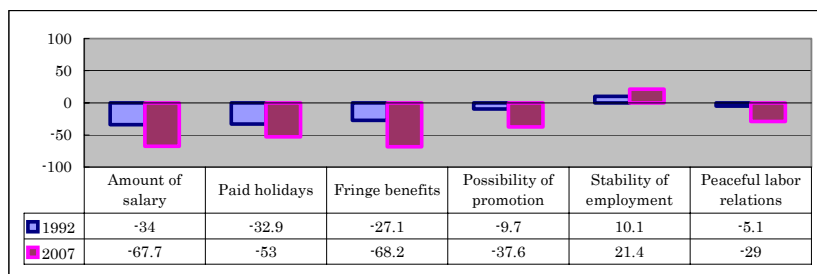 100
50
0
-50
-100
Amount of salary Paid holidays Fringe benefits Possibility of promotion Stability of employment Peaceful labor relations
1992 -34 -32.9 -27.1 -9.7 10.1 -5.1
2007 -67.7 -53 -68.2 -37.6 21.4 -29